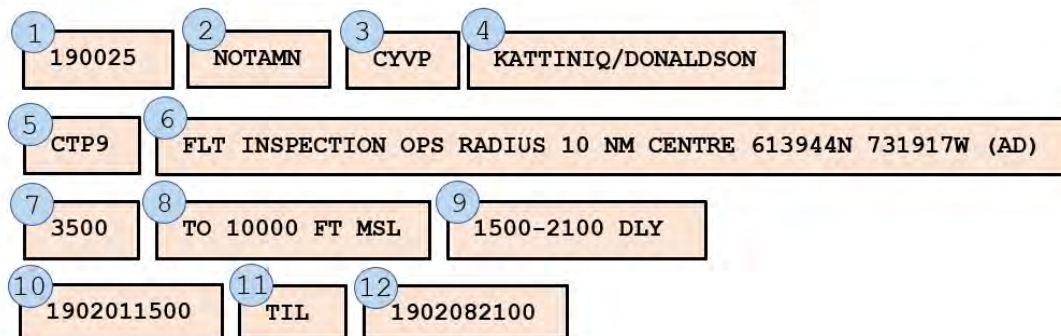 1 190025 2 NOTAMN 3 CYVP 4 KATTINIQ/DONALDSON
5 CTP9 6 FLT INSPECTION OPS RADIUS 10 NM CENTRE 613944N 731917W (AD)
7 3500 8 TO 10000 FT MSL 9 1500-2100 DLY
10 1902011500 11 TIL 12 1902082100